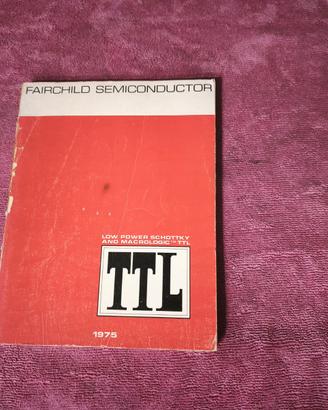 FAIRCHILD SEMICONDUCTOR
LOW POWER SCHOTTKY
AND MACROLOGIC™ TTL
TTL
1975